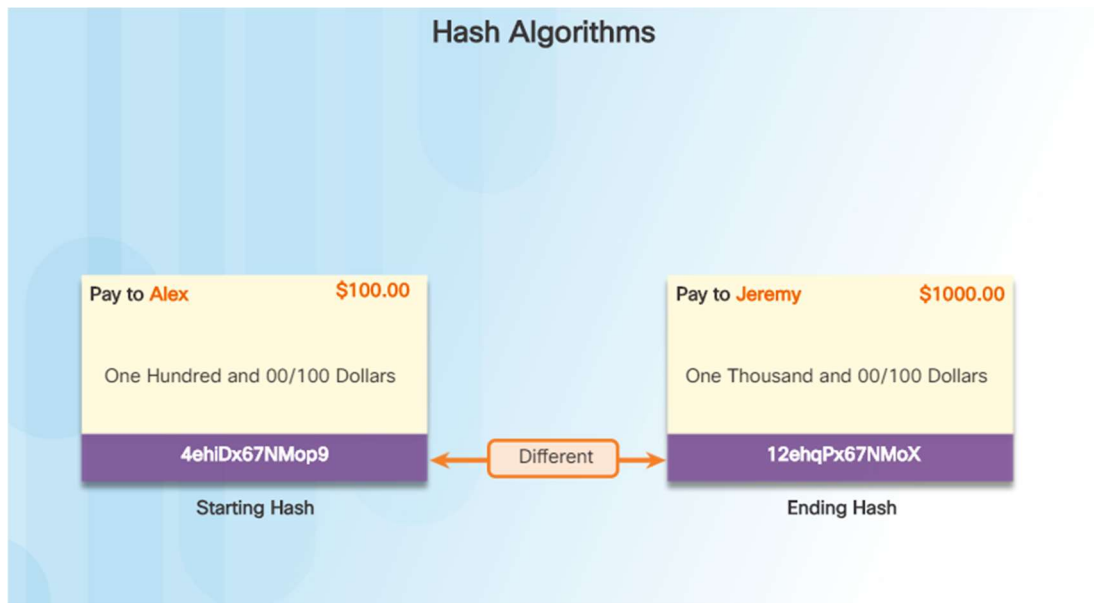 Hash Algorithms
Pay to Alex $100.00
One Hundred and 00/100 Dollars
4ehiDx67NMop9
Starting Hash
Different
Pay to Jeremy $1000.00
One Thousand and 00/100 Dollars
12ehqPx67NMoX
Ending Hash